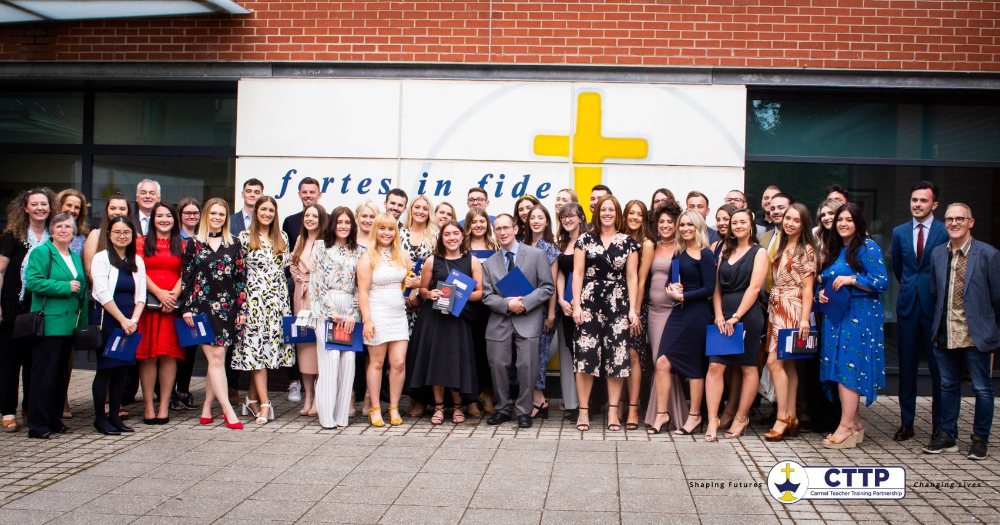 fortes in fide
Shaping Futures
CTTP
Carmel Teacher Training Partnership
Changing Lives